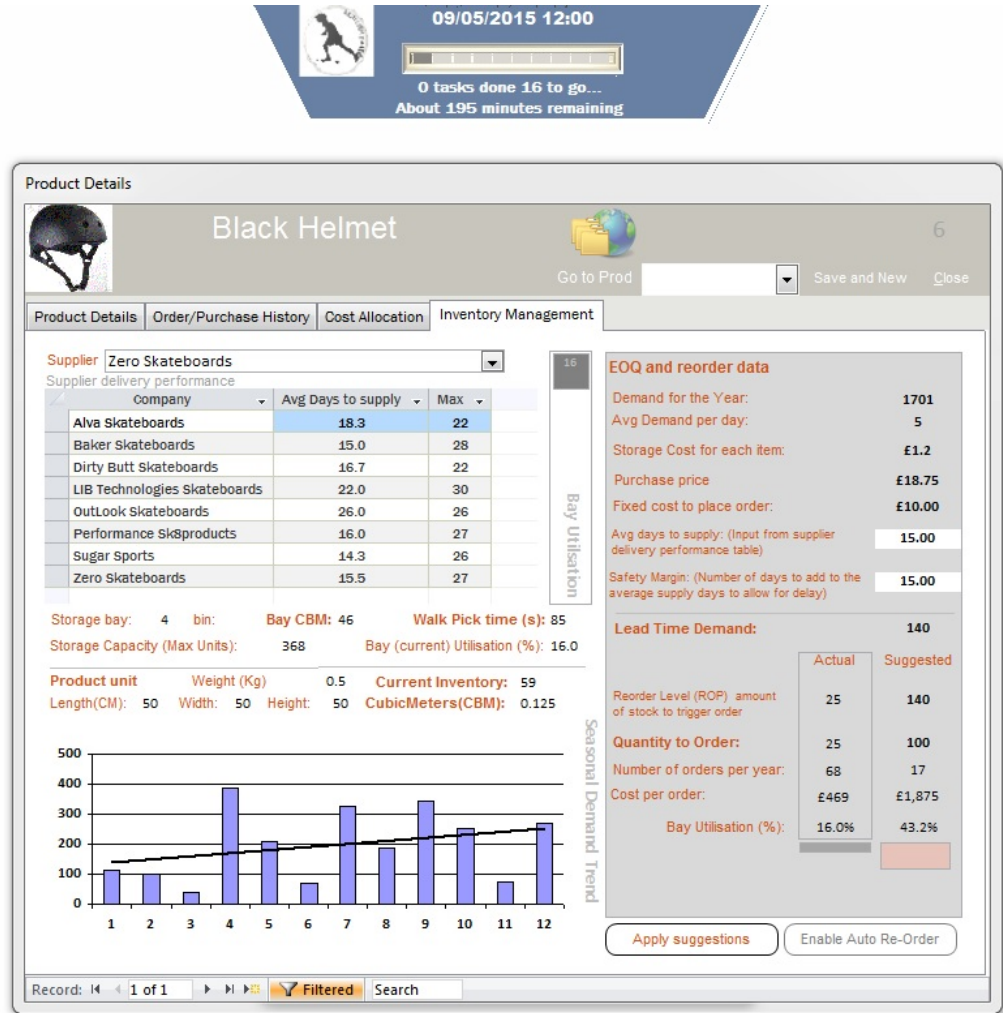 09/05/2015 12:00
0 tasks done 16 to go...
About 195 minutes remaining
Product Details
Black Helmet
6
Go to Prod
Save and New Close
Product Details Order/Purchase History Cost Allocation Inventory Management
Supplier Zero Skateboards
Supplier delivery performance
Company Avg Days to supply Max
Alva Skateboards 18.3 22
Baker Skateboards 15.0 28
Dirty Butt Skateboards 16.7 22
LIB Technologies Skateboards 22.0 30
OutLook Skateboards 26.0 26
Performance Sk8products 16.0 27
Sugar Sports 14.3 26
Zero Skateboards 15.5 27
16
Bay Utilsation
Storage bay: 4 bin: Bay CBM: 46 Walk Pick time (s): 85
Storage Capacity (Max Units): 368 Bay (current) Utilisation (%): 16.0
Product unit Weight (Kg) 0.5 Current Inventory: 59
Length(CM): 50 Width: 50 Height: 50 CubicMeters(CBM): 0.125
500
400
300
200
100
0
1 2 3 4 5 6 7 8 9 10 11 12
Seasonal Demand Trend
EOQ and reorder data
Demand for the Year: 1701
Avg Demand per day: 5
Storage Cost for each item: £1.2
Purchase price £18.75
Fixed cost to place order: £10.00
Avg days to supply: (Input from supplier
delivery performance table) 15.00
Safety Margin: (Number of days to add to the
average supply days to allow for delay) 15.00
Lead Time Demand: 140
Actual Suggested
Reorder Level (ROP) amount
of stock to trigger order 25 140
Quantity to Order: 25 100
Number of orders per year: 68 17
Cost per order: £469 £1,875
Bay Utilisation (%): 16.0% 43.2%
Apply suggestions Enable Auto Re-Order
Record: 1 of 1 Filtered Search